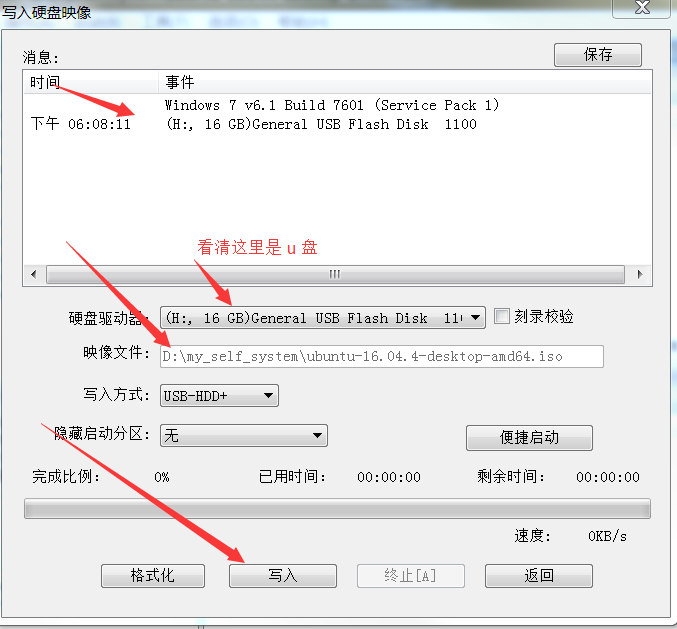 写入硬盘映像
消息:
保存
时间 事件
Windows 7 v6.1 Build 7601 (Service Pack 1)
下午 06:08:11 (H:, 16 GB)General USB Flash Disk 1100
看清这里是 u 盘
硬盘驱动器: (H:, 16 GB)General USB Flash Disk 11 刻录校验
映像文件: D:\my_self_system\ubuntu-16.04.4-desktop-amd64.iso
写入方式: USB-HDD+
隐藏启动分区: 无 便捷启动
完成比例: 0% 已用时间: 00:00:00 剩余时间: 00:00:00
速度: 0KB/s
格式化 写入 终止[A] 返回